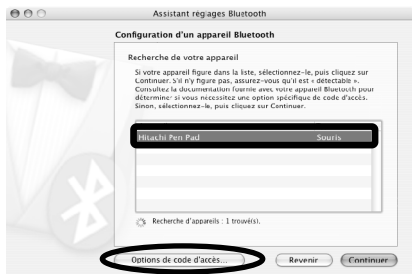 Assistant réglages Bluetooth
Configuration d'un appareil Bluetooth
Recherche de votre appareil
Si votre appareil figure dans la liste, sélectionnez-le, puis cliquez sur
Continuer. S'il n'y figure pas, assurez-vous qu'il est « détectable ».
Consultez la documentation fournie avec votre appareil Bluetooth pour
déterminer si vous nécessitez une option spécifique de code d'accès.
Sinon, sélectionnez-le, puis cliquez sur Continuer.
Hitachi Pen Pad Souris
Recherche d'appareils : 1 trouvé(s).
Options de code d'accès... Revenir Continuer